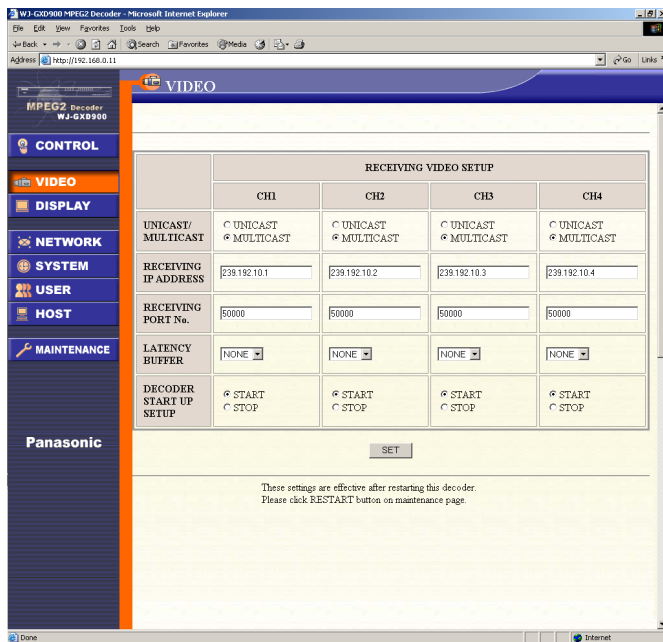 WJ-GXD900 MPEG2 Decoder - Microsoft Internet Explorer
File Edit View Favorites Tools Help
Back Search Favorites Media
Address http://192.168.0.11 Go Links
MPEG2 Decoder
WJ-GXD900
VIDEO
CONTROL
VIDEO
DISPLAY
NETWORK
SYSTEM
USER
HOST
MAINTENANCE
Panasonic
RECEIVING VIDEO SETUP
CH1 CH2 CH3 CH4
UNICAST/
MULTICAST
UNICAST UNICAST UNICAST UNICAST
MULTICAST MULTICAST MULTICAST MULTICAST
RECEIVING
IP ADDRESS
239.192.10.1 239.192.10.2 239.192.10.3 239.192.10.4
RECEIVING
PORT No.
50000 50000 50000 50000
LATENCY
BUFFER
NONE NONE NONE NONE
DECODER
START UP
SETUP
START START START START
STOP STOP STOP STOP
SET
These settings are effective after restarting this decoder.
Please click RESTART button on maintenance page.
Done Internet